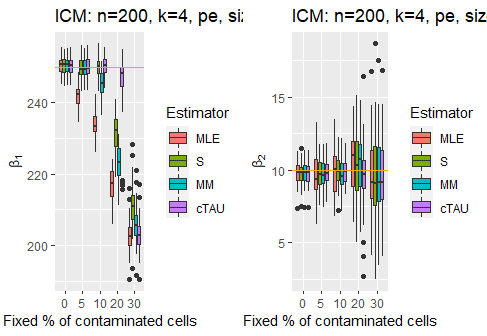 ICM: n=200, k=4, pe, siz
β1
240
220
200
0 5 10 20 30
Fixed % of contaminated cells
Estimator
MLE
S
MM
cTAU
ICM: n=200, k=4, pe, size
β2
15
10
5
0 5 10 20 30
Fixed % of contaminated cells
Estimator
MLE
S
MM
cTAU